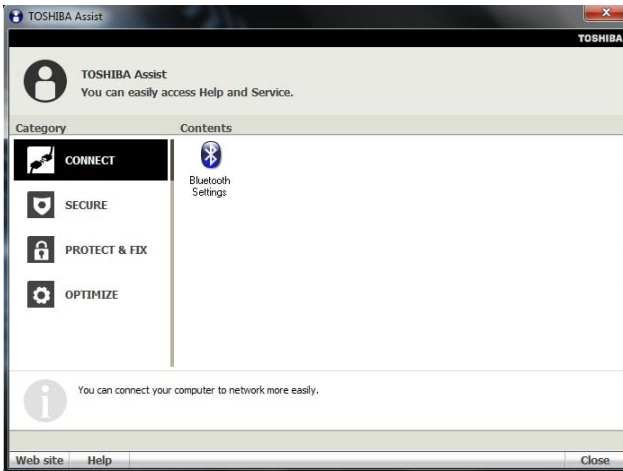 TOSHIBA Assist
TOSHIBA
TOSHIBA Assist
You can easily access Help and Service.
Category
Contents
CONNECT
SECURE
PROTECT & FIX
OPTIMIZE
Bluetooth
Settings
You can connect your computer to network more easily.
Web site
Help
Close